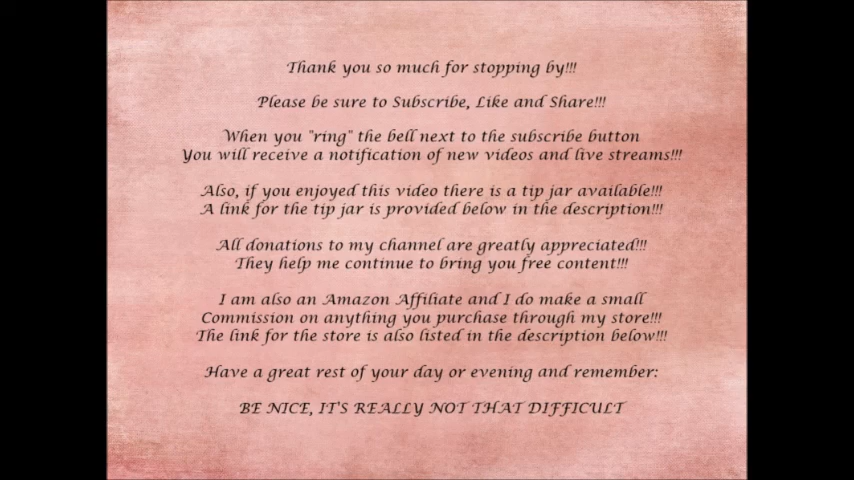 Thank you so much for stopping by!!!
Please be sure to Subscribe, Like and Share!!!
When you "ring" the bell next to the subscribe button
You will receive a notification of new videos and live streams!!!
Also, if you enjoyed this video there is a tip jar available!!!
A link for the tip jar is provided below in the description!!!
All donations to my channel are greatly appreciated!!!
They help me continue to bring you free content!!!
I am also an Amazon Affiliate and I do make a small
Commission on anything you purchase through my store!!!
The link for the store is also listed in the description below!!!
Have a great rest of your day or evening and remember:
BE NICE, IT'S REALLY NOT THAT DIFFICULT